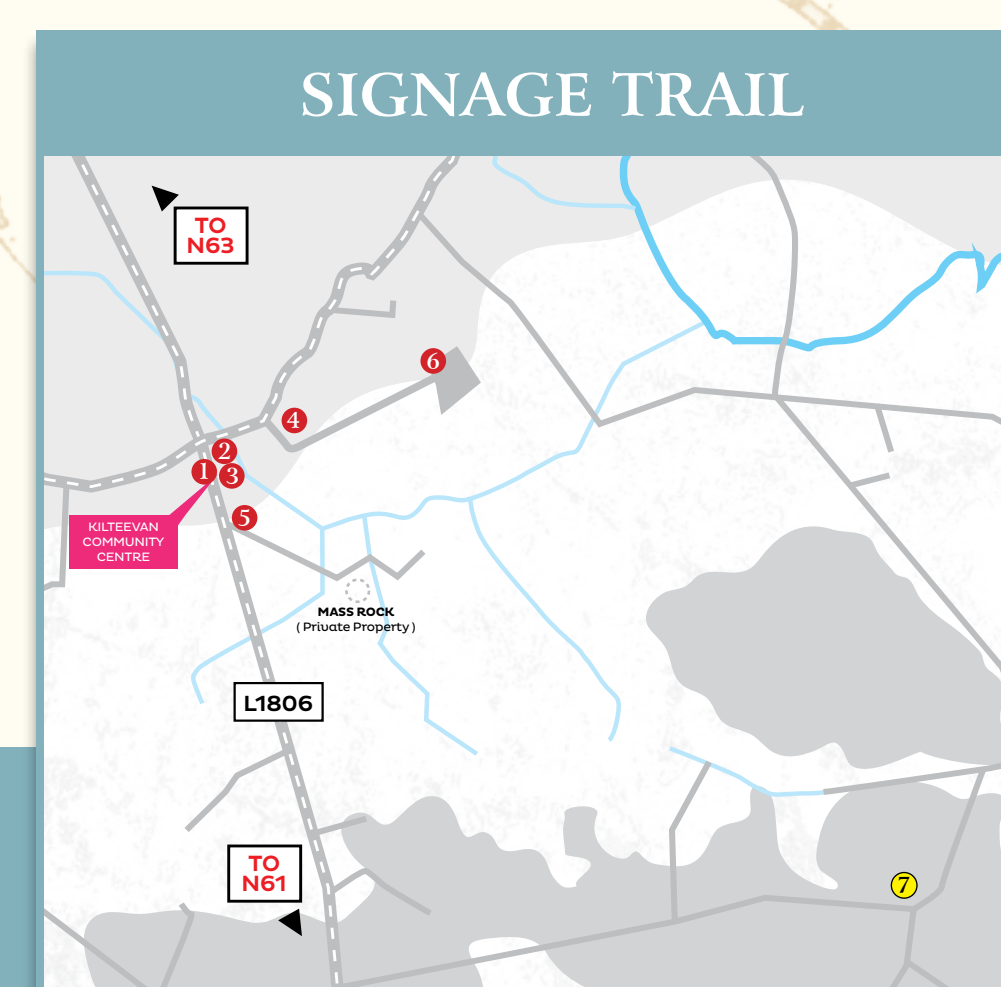 SIGNAGE TRAIL
TO
N63
6
4
2
1
3
5
KILTEEVAN
COMMUNITY
CENTRE
MASS ROCK
( Private Property )
L1806
TO
N61
7